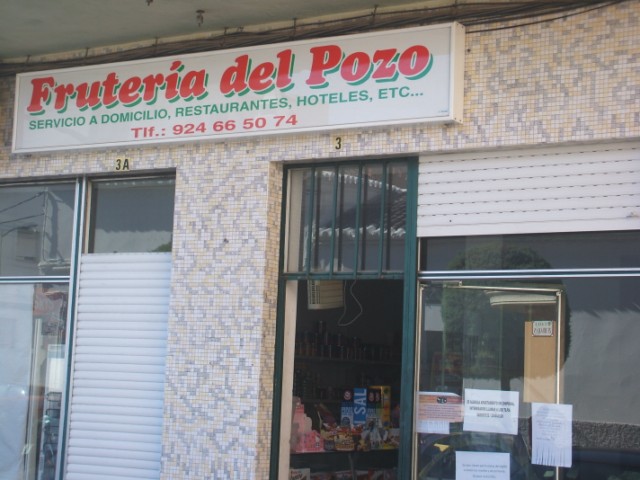 Frutería del Pozo
SERVICIO A DOMICILIO, RESTAURANTES, HOTELES, ETC...
Tlf.: 924 66 50 74
3A
3
SAL